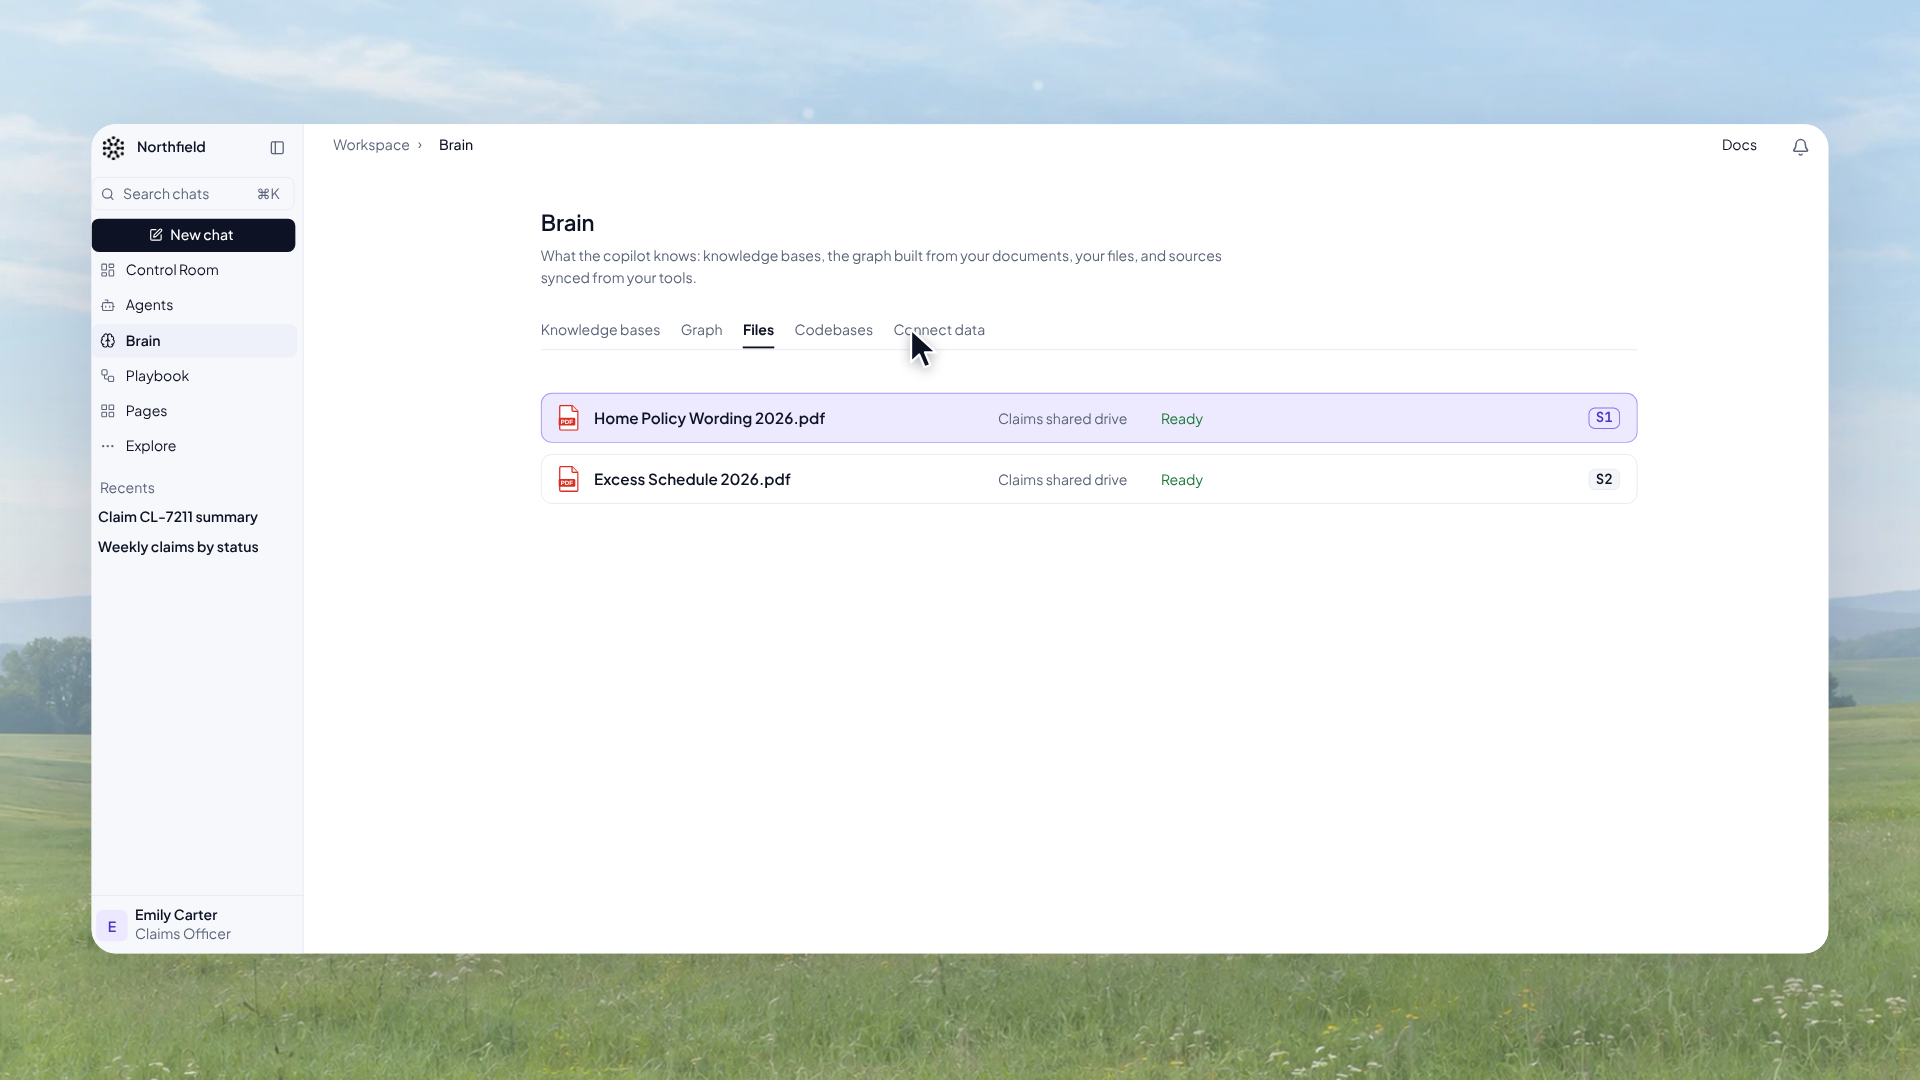 Northfield
Search chats ⌘K
New chat
Control Room
Agents
Brain
Playbook
Pages
Explore
Recents
Claim CL-7211 summary
Weekly claims by status
E
Emily Carter
Claims Officer
Workspace › Brain
Docs
Brain
What the copilot knows: knowledge bases, the graph built from your documents, your files, and sources
synced from your tools.
Knowledge bases Graph Files Codebases Connect data
PDF Home Policy Wording 2026.pdf Claims shared drive Ready S1
PDF Excess Schedule 2026.pdf Claims shared drive Ready S2